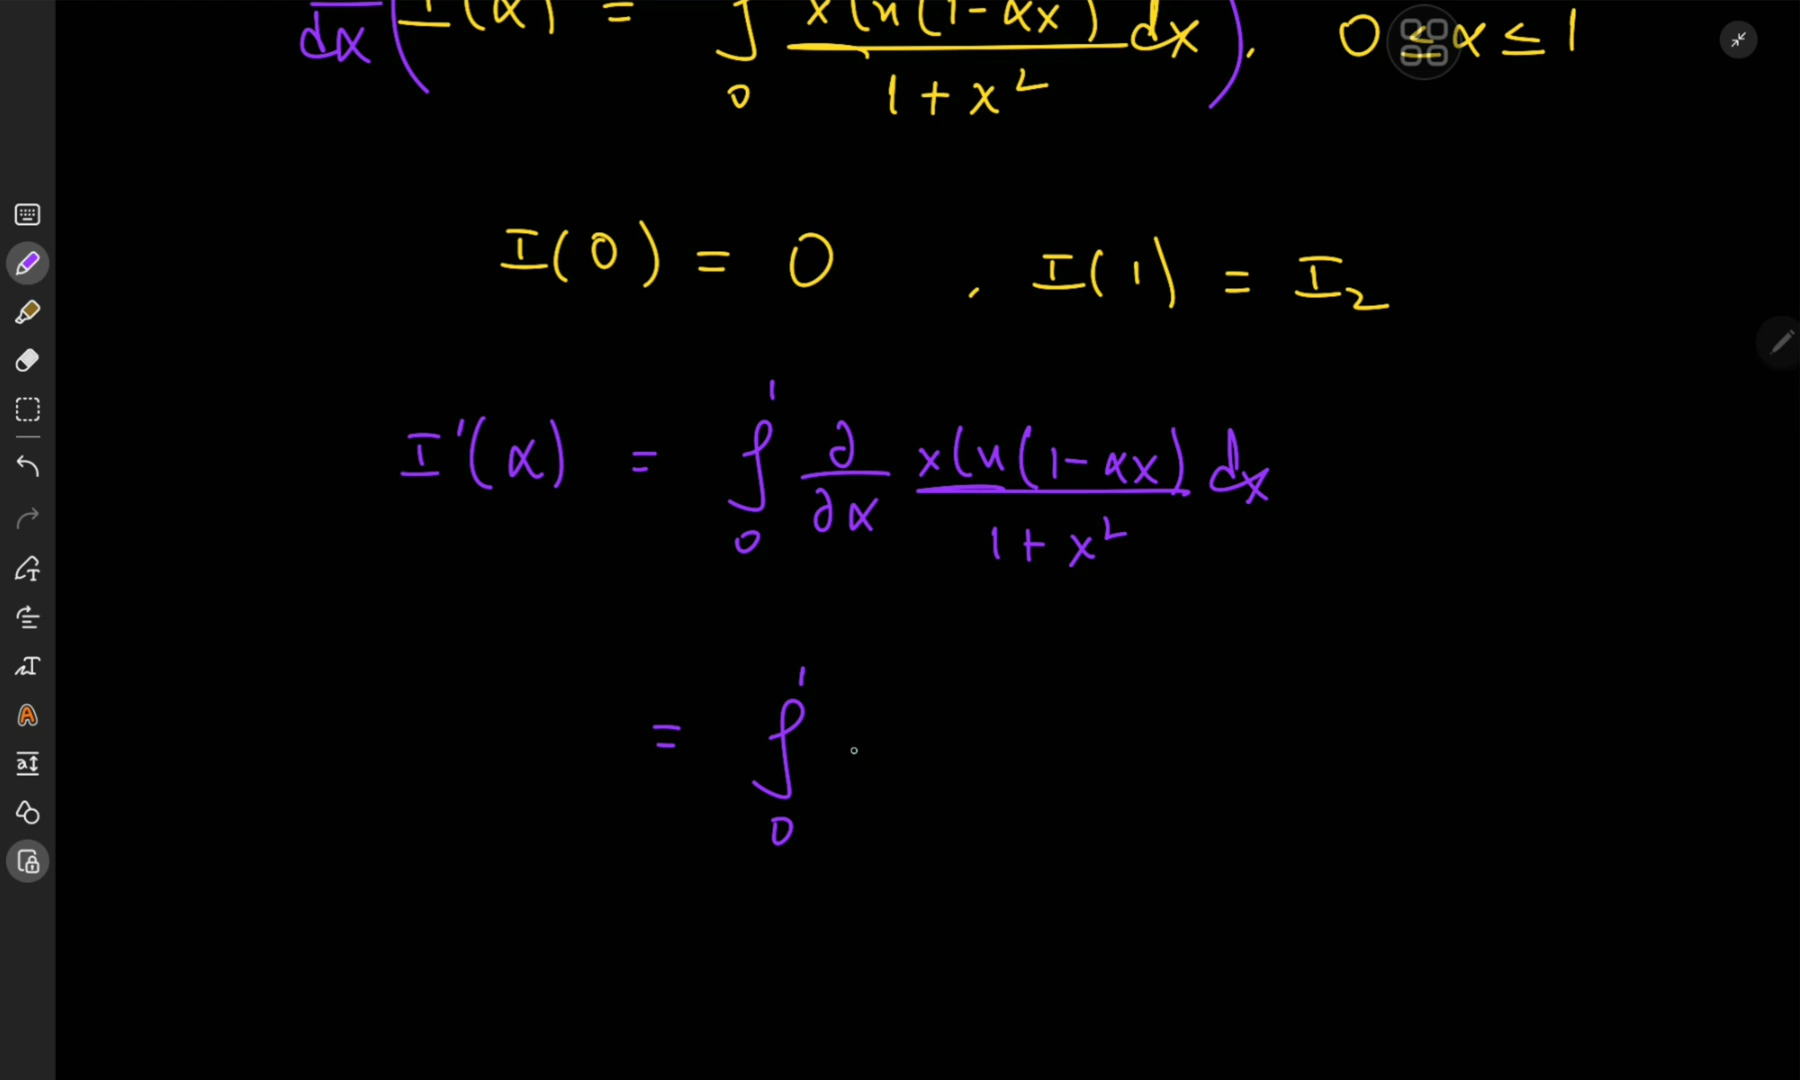 d/dα ( I(α) = ∫₀ x ln(1-αx)/(1+x²) dx ), 0 ≤ α ≤ 1
I(0) = 0 , I(1) = I₂
I'(α) = ∫₀¹ ∂/∂α x ln(1-αx)/(1+x²) dx
= ∫₀¹